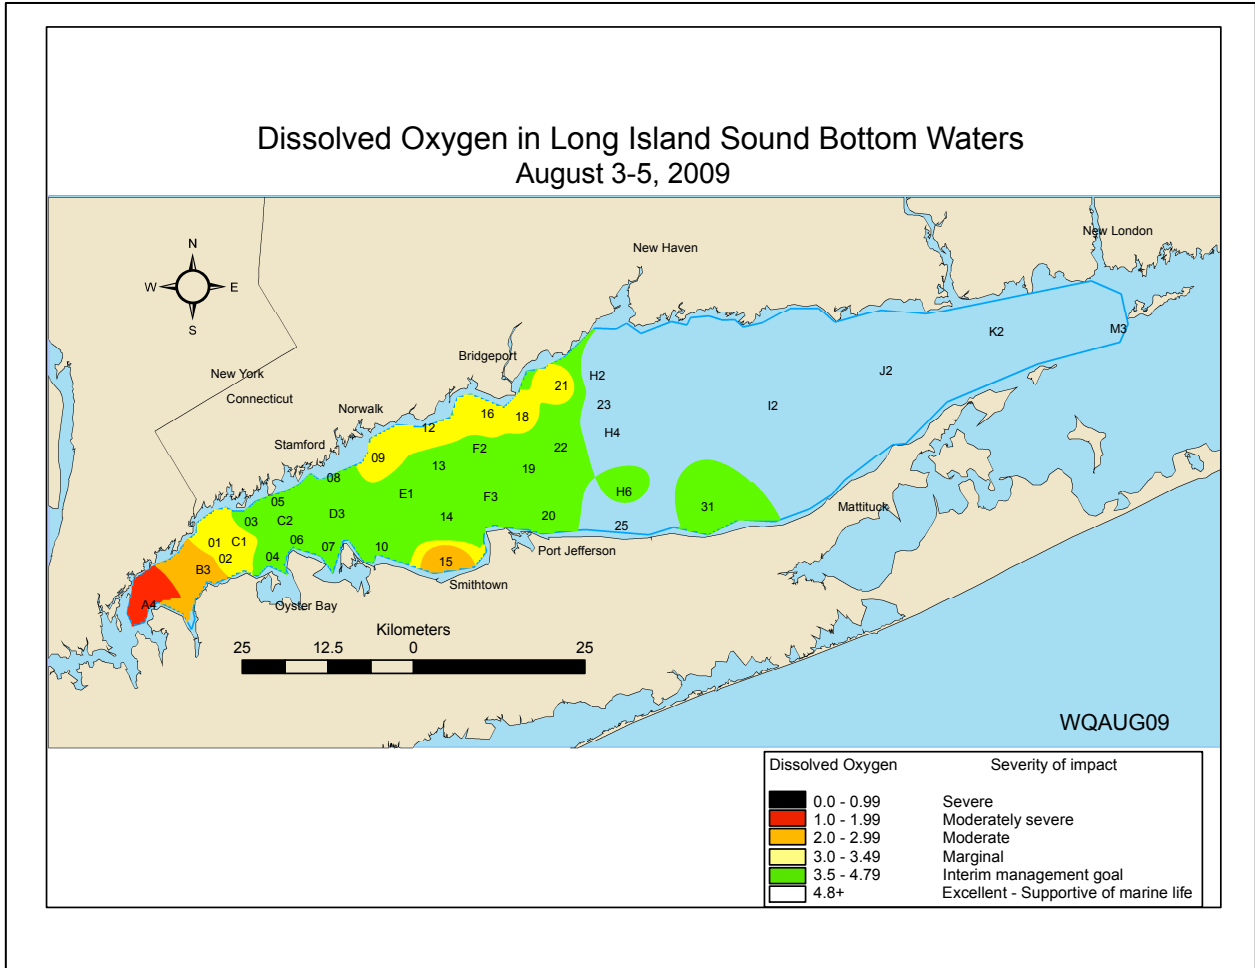 Dissolved Oxygen in Long Island Sound Bottom Waters
August 3-5, 2009
N
W E
S
New Haven
New London
K2
M3
Bridgeport
New York
Connecticut
Norwalk
Stamford
J2
H2
21
23
I2
16
18
12
H4
F2
22
09
13
19
08
E1
H6
F3
05
31
03
C2
D3
14
20
25
Mattituck
01
C1
06
07
10
Port Jefferson
02
04
15
B3
Smithtown
A4
Oyster Bay
Kilometers
25 12.5 0 25
WQAUG09
Dissolved Oxygen Severity of impact
0.0 - 0.99 Severe
1.0 - 1.99 Moderately severe
2.0 - 2.99 Moderate
3.0 - 3.49 Marginal
3.5 - 4.79 Interim management goal
4.8+ Excellent - Supportive of marine life